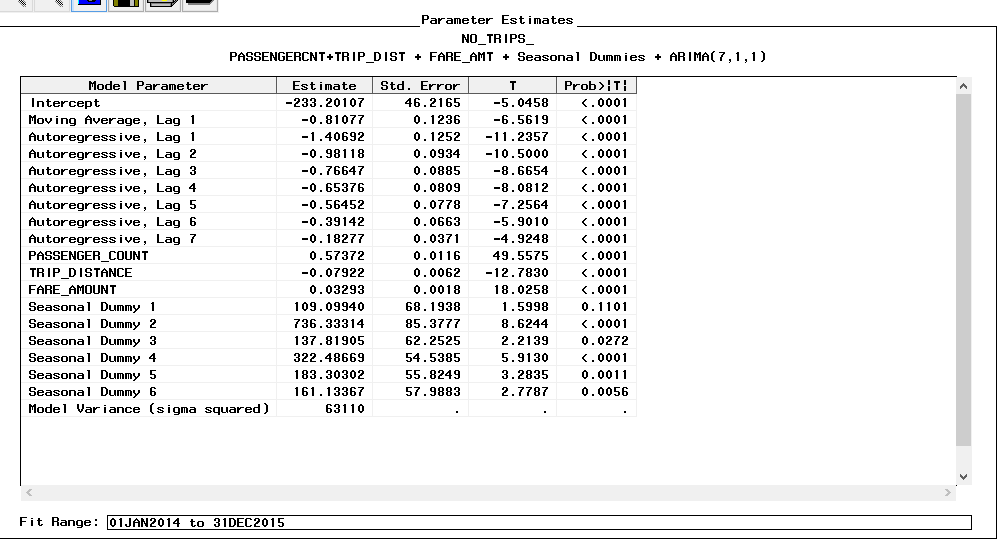 Parameter Estimates
NO_TRIPS_
PASSENGERCNT+TRIP_DIST + FARE_AMT + Seasonal Dummies + ARIMA(7,1,1)
Model Parameter Estimate Std. Error T Prob>|T|
Intercept -233.20107 46.2165 -5.0458 <.0001
Moving Average, Lag 1 -0.81077 0.1236 -6.5619 <.0001
Autoregressive, Lag 1 -1.40692 0.1252 -11.2357 <.0001
Autoregressive, Lag 2 -0.98118 0.0934 -10.5000 <.0001
Autoregressive, Lag 3 -0.76647 0.0885 -8.6654 <.0001
Autoregressive, Lag 4 -0.65376 0.0809 -8.0812 <.0001
Autoregressive, Lag 5 -0.56452 0.0778 -7.2564 <.0001
Autoregressive, Lag 6 -0.39142 0.0663 -5.9010 <.0001
Autoregressive, Lag 7 -0.18277 0.0371 -4.9248 <.0001
PASSENGER_COUNT 0.57372 0.0116 49.5575 <.0001
TRIP_DISTANCE -0.07922 0.0062 -12.7830 <.0001
FARE_AMOUNT 0.03293 0.0018 18.0258 <.0001
Seasonal Dummy 1 109.09940 68.1938 1.5998 0.1101
Seasonal Dummy 2 736.33314 85.3777 8.6244 <.0001
Seasonal Dummy 3 137.81905 62.2525 2.2139 0.0272
Seasonal Dummy 4 322.48669 54.5385 5.9130 <.0001
Seasonal Dummy 5 183.30302 55.8249 3.2835 0.0011
Seasonal Dummy 6 161.13367 57.9883 2.7787 0.0056
Model Variance (sigma squared) 63110 . . .
Fit Range: 01JAN2014 to 31DEC2015